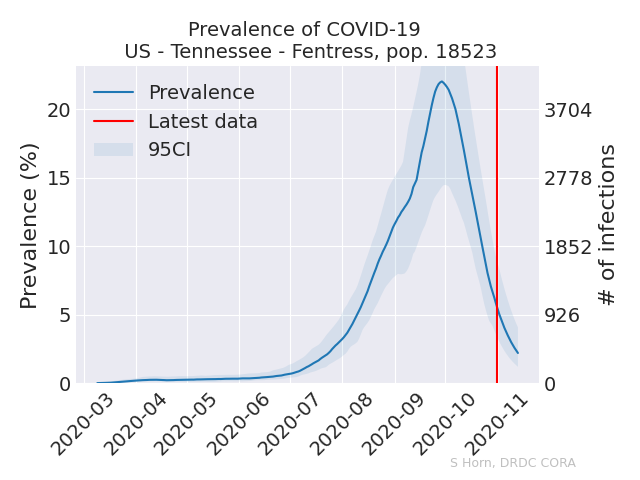 Prevalence of COVID-19
US - Tennessee - Fentress, pop. 18523
Prevalence
Latest data
95CI
Prevalence (%)
20
15
10
5
0
3704
2778
1852
926
0
# of infections
2020-03
2020-04
2020-05
2020-06
2020-07
2020-08
2020-09
2020-10
2020-11
S Horn, DRDC CORA